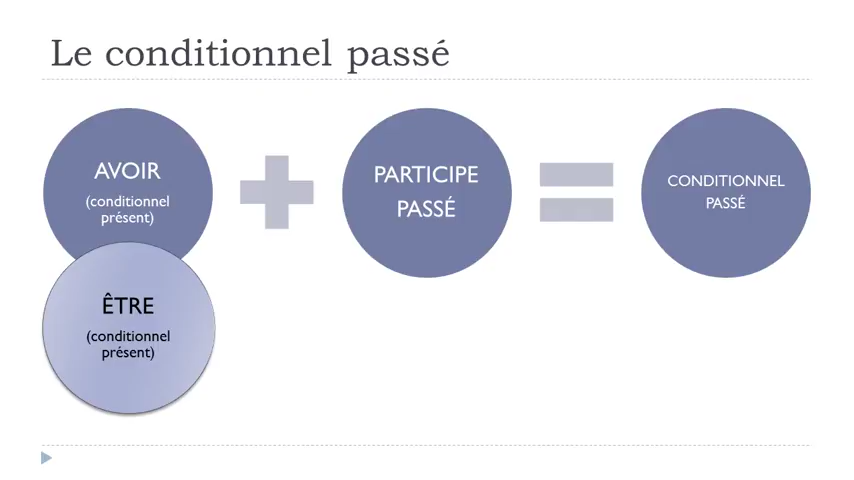 Le conditionnel passé
AVOIR
(conditionnel
présent)
ÊTRE
(conditionnel
présent)
PARTICIPE
PASSÉ
CONDITIONNEL
PASSÉ